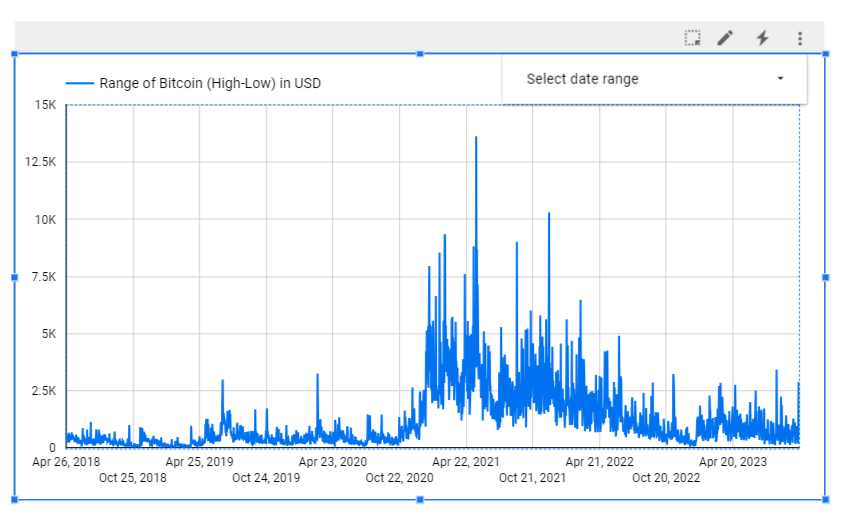 Range of Bitcoin (High-Low) in USD
Select date range
15K
12.5K
10K
7.5K
5K
2.5K
0
Apr 26, 2018
Oct 25, 2018
Apr 25, 2019
Oct 24, 2019
Apr 23, 2020
Oct 22, 2020
Apr 22, 2021
Oct 21, 2021
Apr 21, 2022
Oct 20, 2022
Apr 20, 2023